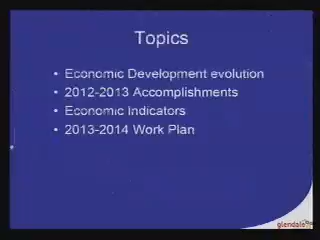 Topics
• Economic Development evolution
• 2012-2013 Accomplishments
• Economic Indicators
• 2013-2014 Work Plan